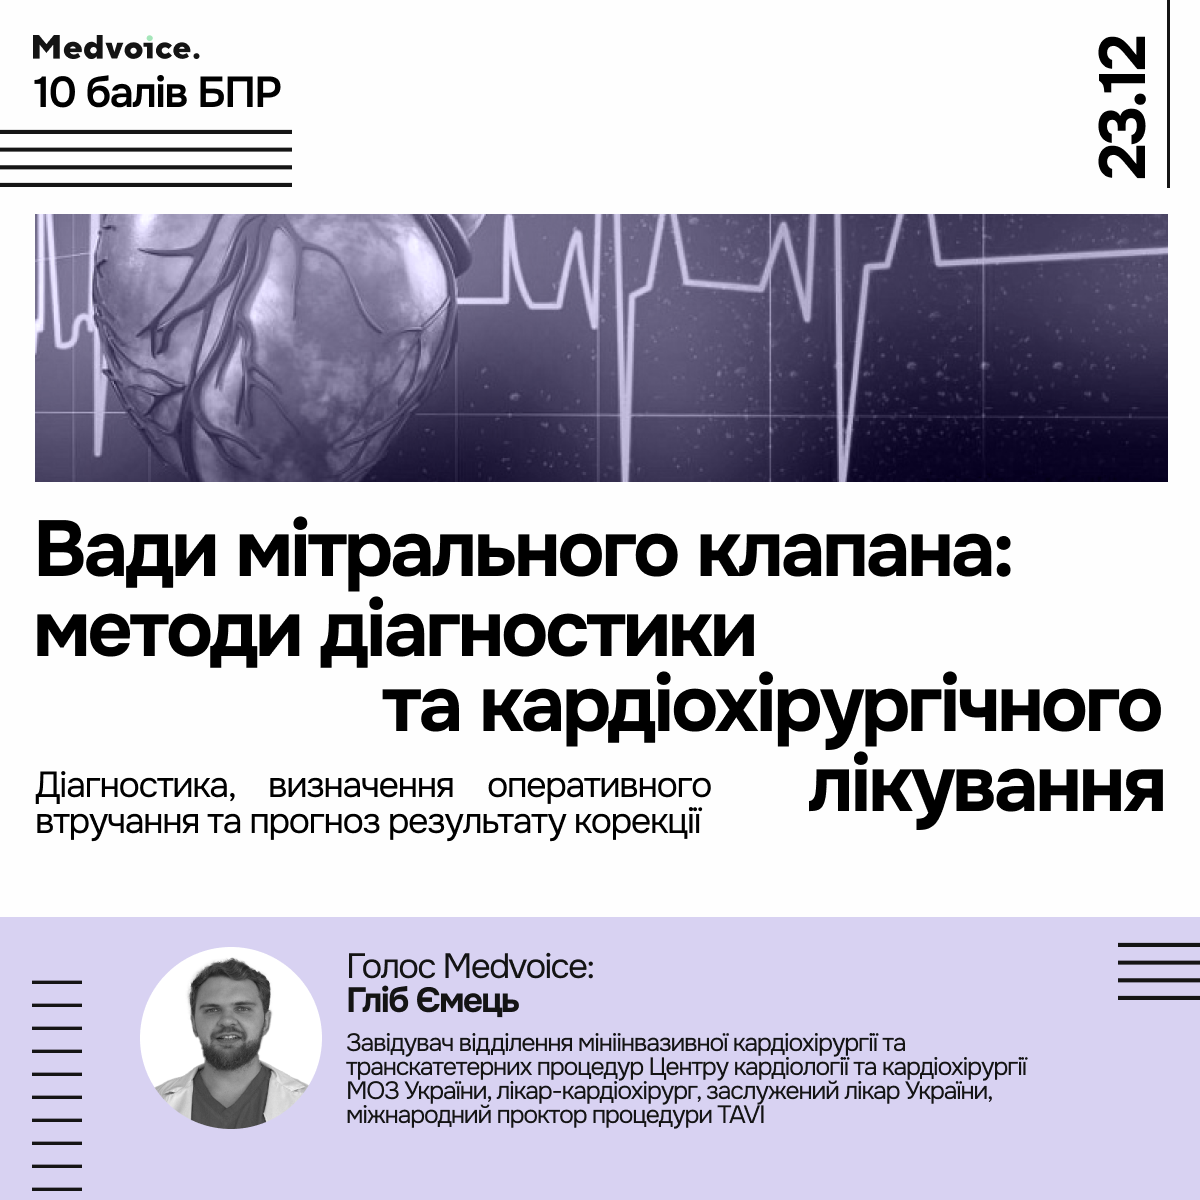 Medvoice.
10 балів БПР
23.12
Вади мітрального клапана:
методи діагностики
та кардіохірургічного
лікування
Діагностика, визначення оперативного
втручання та прогноз результату корекції
Голос Medvoice:
Гліб Ємець
Завідувач відділення мініінвазивної кардіохірургії та
транскатетерних процедур Центру кардіології та кардіохірургії
МОЗ України, лікар-кардіохірург, заслужений лікар України,
міжнародний проктор процедури TAVI